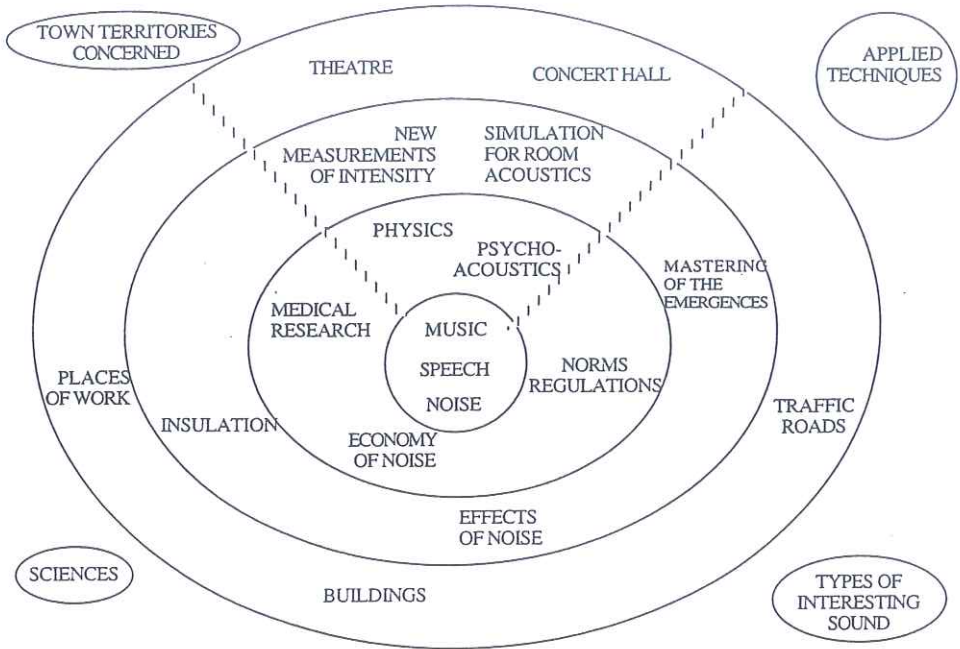 TOWN TERRITORIES
CONCERNED
APPLIED
TECHNIQUES
THEATRE
CONCERT HALL
NEW
MEASUREMENTS
OF INTENSITY
SIMULATION
FOR ROOM
ACOUSTICS
PHYSICS
PSYCHO-
ACOUSTICS
MASTERING
OF THE
EMERGENCES
MEDICAL
RESEARCH
MUSIC
SPEECH
NOISE
NORMS
REGULATIONS
PLACES
OF WORK
INSULATION
TRAFFIC
ROADS
ECONOMY
OF NOISE
EFFECTS
OF NOISE
BUILDINGS
SCIENCES
TYPES OF
INTERESTING
SOUND